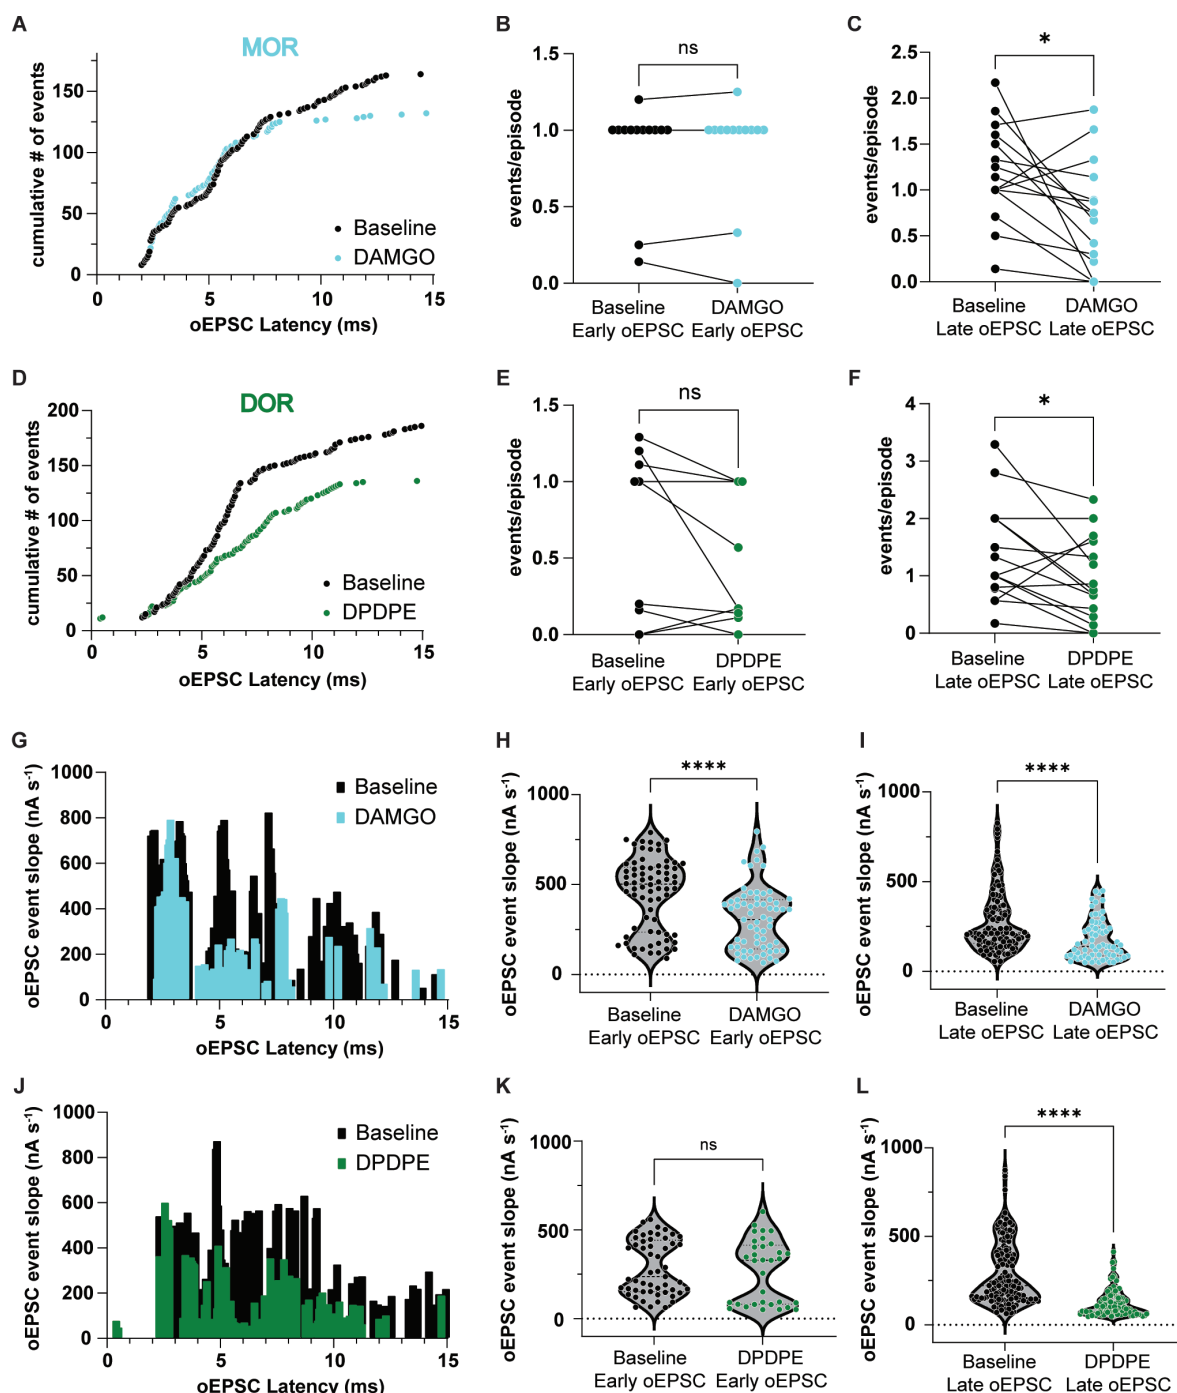 A
MOR
cumulative # of events
150
100
50
0
0
5
10
15
Baseline
DAMGO
oEPSC Latency (ms)
B
events/episode
1.5
1.0
0.5
0.0
ns
Baseline
Early oEPSC
DAMGO
Early oEPSC
C
events/episode
2.5
2.0
1.5
1.0
0.5
0.0
*
Baseline
Late oEPSC
DAMGO
Late oEPSC
D
DOR
cumulative # of events
200
150
100
50
0
0
5
10
15
Baseline
DPDPE
oEPSC Latency (ms)
E
events/episode
1.5
1.0
0.5
0.0
ns
Baseline
Early oEPSC
DPDPE
Early oEPSC
F
events/episode
4
3
2
1
0
*
Baseline
Late oEPSC
DPDPE
Late oEPSC
G
oEPSC event slope (nA s⁻¹)
1000
800
600
400
200
0
0
5
10
15
Baseline
DAMGO
oEPSC Latency (ms)
H
oEPSC event slope (nA s⁻¹)
1000
500
0
****
Baseline
Early oEPSC
DAMGO
Early oEPSC
I
oEPSC event slope (nA s⁻¹)
1000
500
0
****
Baseline
Late oEPSC
DAMGO
Late oEPSC
J
oEPSC event slope (nA s⁻¹)
1000
800
600
400
200
0
0
5
10
15
Baseline
DPDPE
oEPSC Latency (ms)
K
oEPSC event slope (nA s⁻¹)
1000
500
0
ns
Baseline
Early oEPSC
DPDPE
Early oEPSC
L
oEPSC event slope (nA s⁻¹)
1000
500
0
****
Baseline
Late oEPSC
DPDPE
Late oEPSC